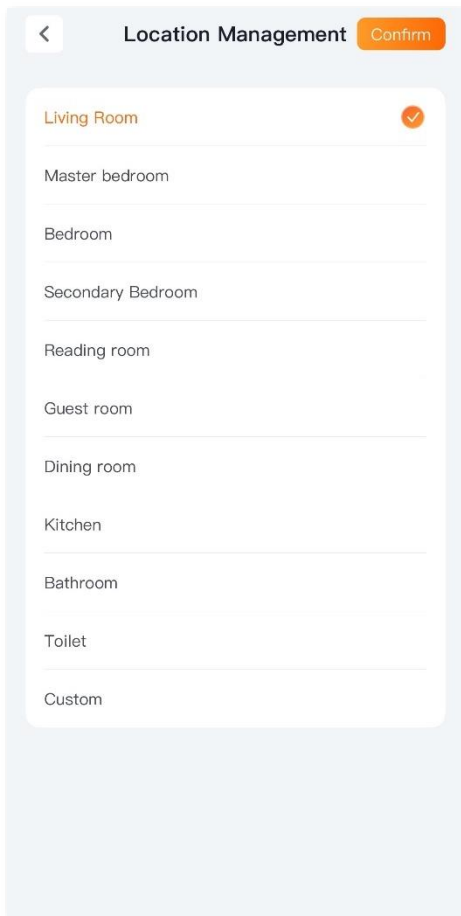 Location Management Confirm
Living Room
Master bedroom
Bedroom
Secondary Bedroom
Reading room
Guest room
Dining room
Kitchen
Bathroom
Toilet
Custom